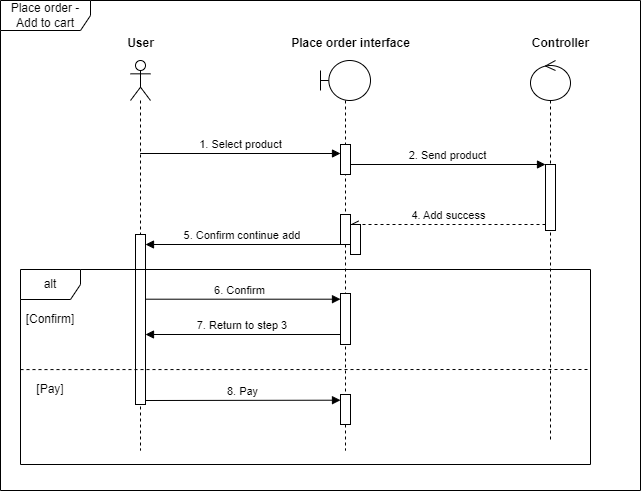 Place order -
Add to cart
User
Place order interface
Controller
1. Select product
2. Send product
4. Add success
5. Confirm continue add
alt
6. Confirm
[Confirm]
7. Return to step 3
[Pay]
8. Pay